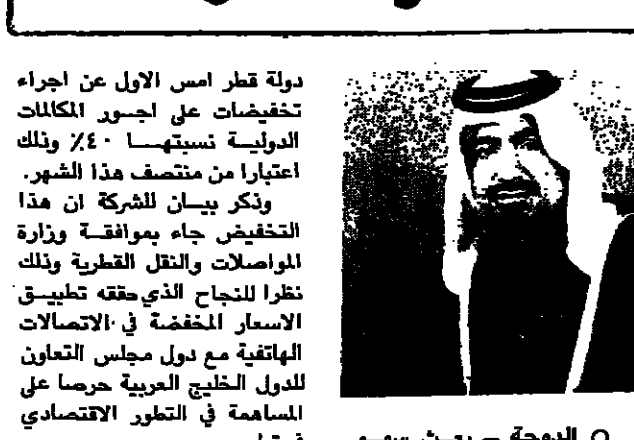 الدوحة –
دولة قطر امس الاول عن اجراء
تخفيضات على اجور المكالمات
الدولية نسبتها ٤٠٪ وذلك
اعتبارا من منتصف هذا الشهر.
وذكر بيان للشركة ان هذا
التخفيض جاء بموافقة وزارة
المواصلات والنقل القطرية وذلك
نظرا للنجاح الذي حققه تطبيق
الاسعار المخفضة في الاتصالات
الهاتفية مع دول مجلس التعاون
للدول الخليج العربية حرصا على
المساهمة في التطور الاقتصادي